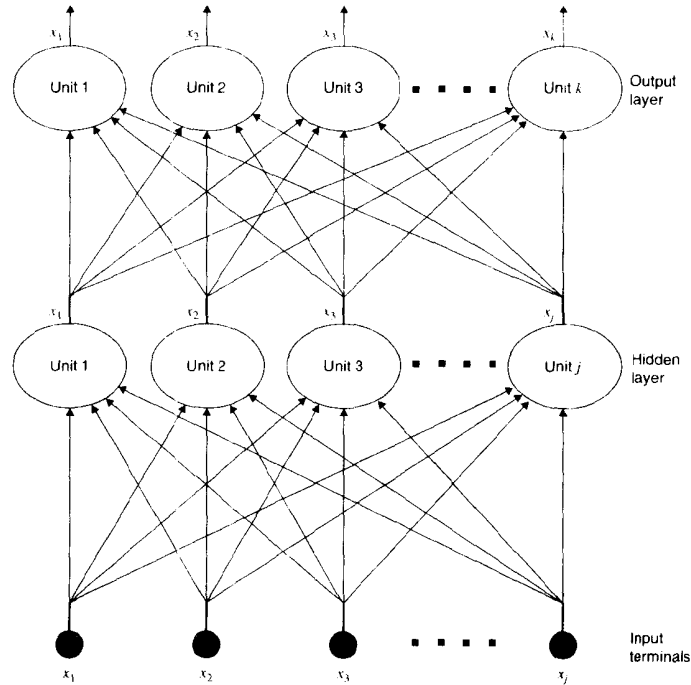 x1 x2 x3 xk
Unit 1 Unit 2 Unit 3 Unit k
Output
layer
x1 x2 x3 xj
Unit 1 Unit 2 Unit 3 Unit j
Hidden
layer
Input
terminals
x1 x2 x3 xj